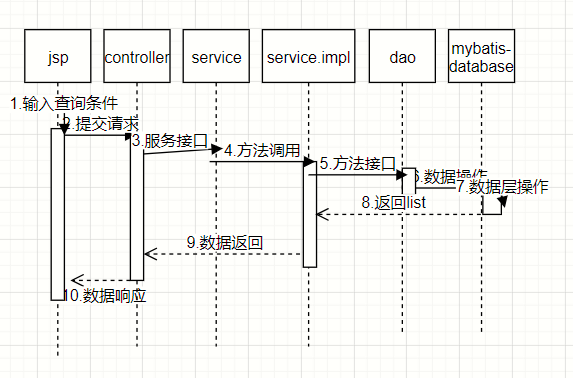 jsp
controller
service
service.impl
dao
mybatis-
database
1.输入查询条件
2.提交请求
3.服务接口
4.方法调用
5.方法接口
6.数据操作
7.数据层操作
8.返回list
9.数据返回
10.数据响应